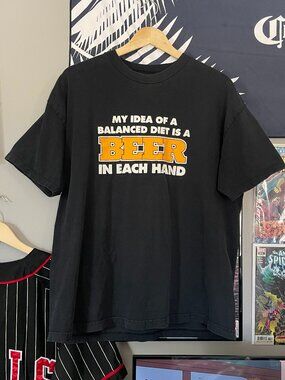 MY IDEA OF A
BALANCED DIET IS A
BEER
IN EACH HAND